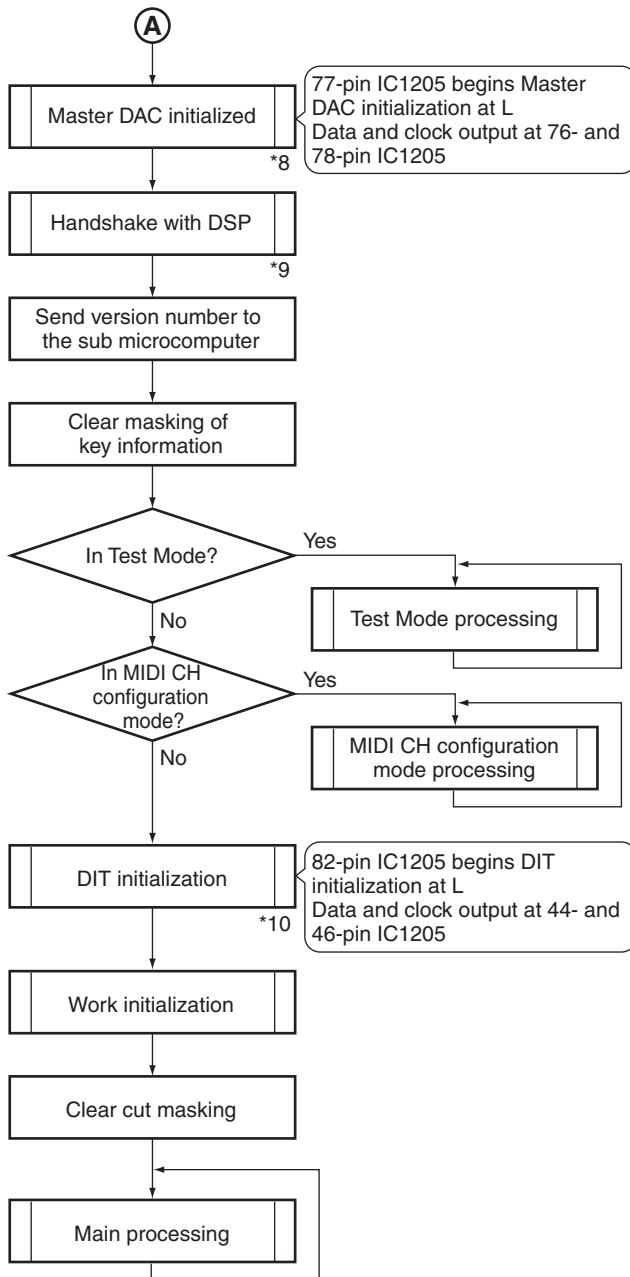 A
Master DAC initialized
77-pin IC1205 begins Master
DAC initialization at L
Data and clock output at 76- and
78-pin IC1205
*8
Handshake with DSP
*9
Send version number to
the sub microcomputer
Clear masking of
key information
In Test Mode?
Yes
Test Mode processing
No
In MIDI CH
configuration
mode?
Yes
MIDI CH configuration
mode processing
No
DIT initialization
82-pin IC1205 begins DIT
initialization at L
Data and clock output at 44- and
46-pin IC1205
*10
Work initialization
Clear cut masking
Main processing